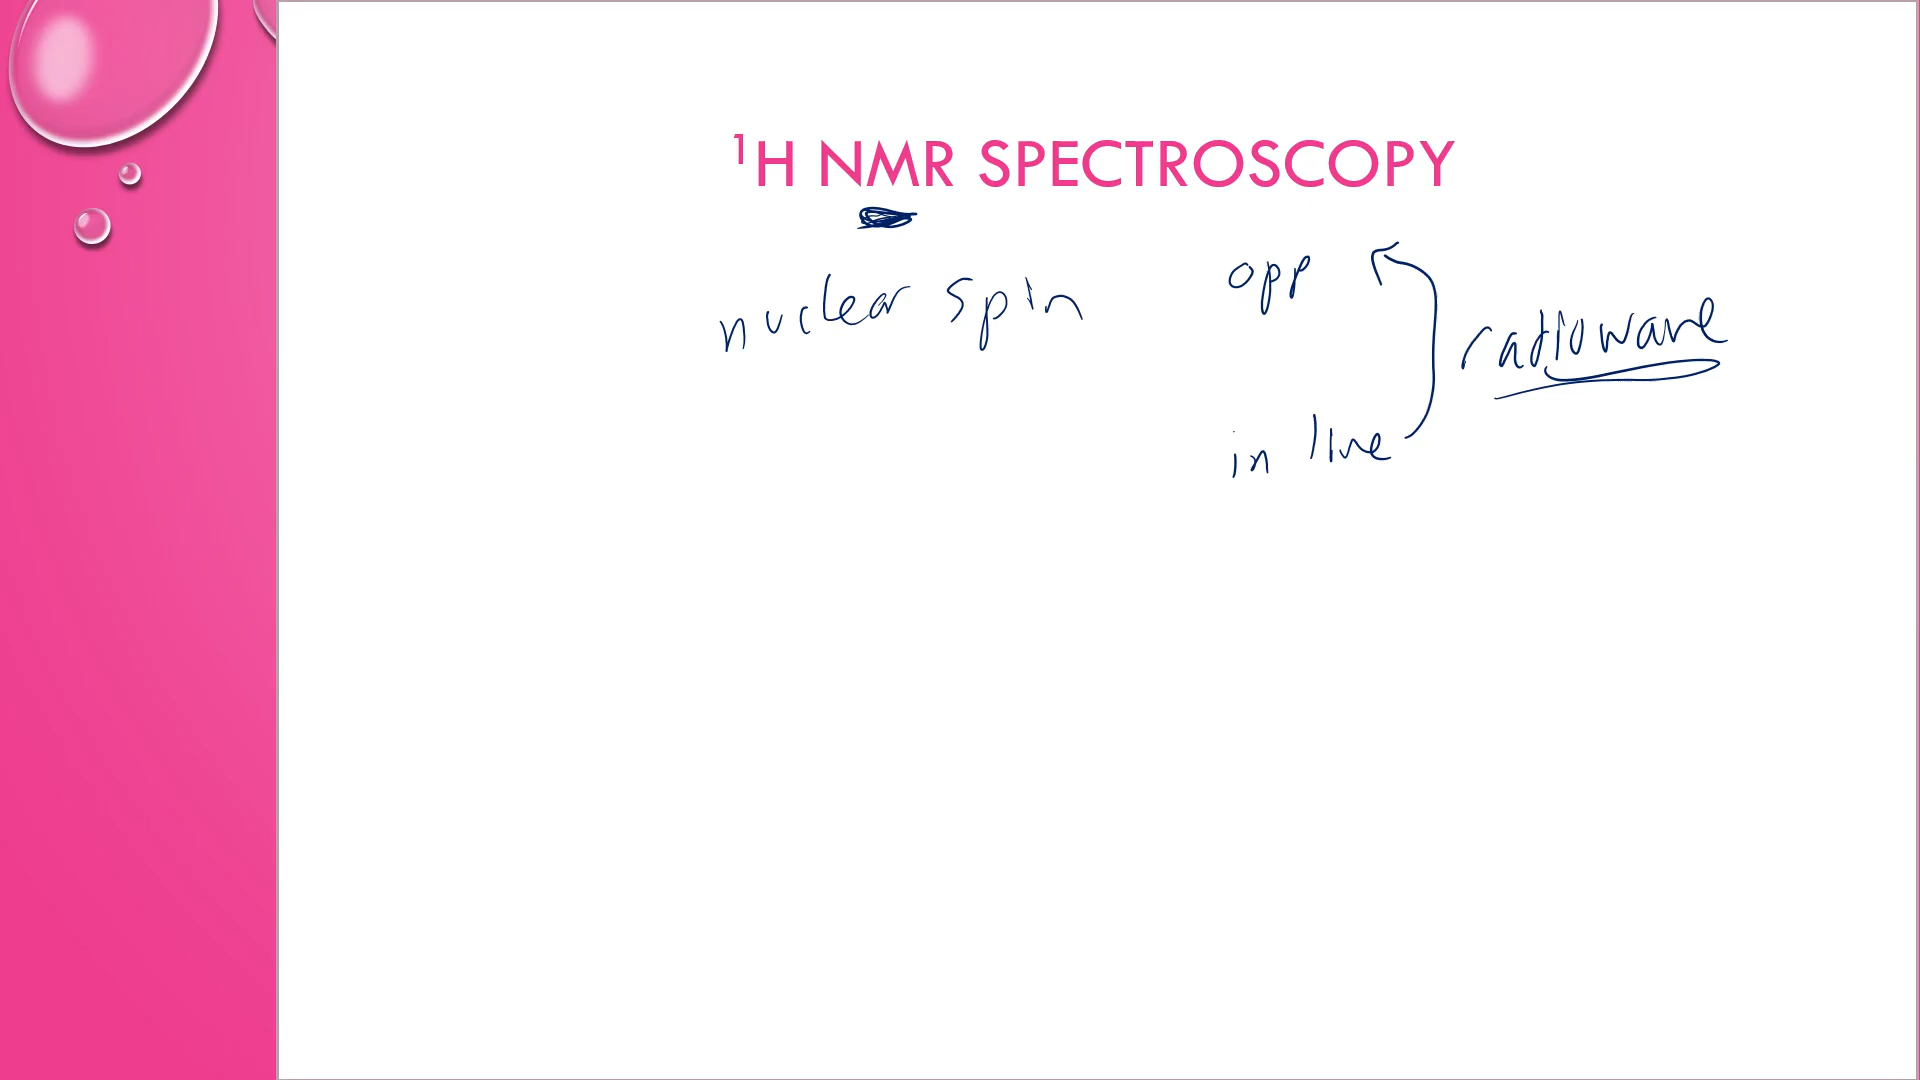 ¹H NMR SPECTROSCOPY
nuclear spin
opp
radiowave
in line